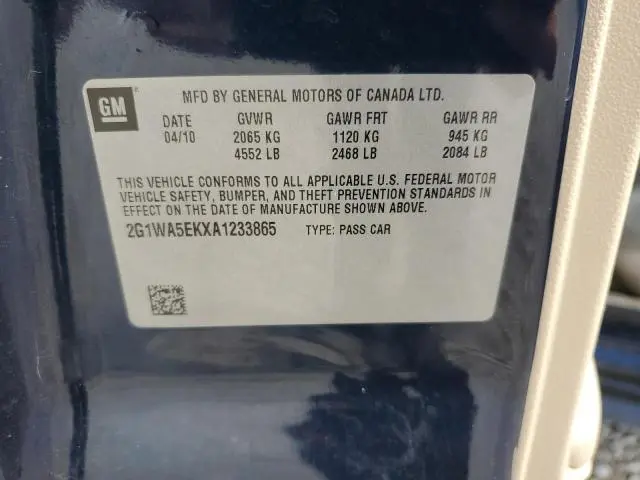 GM
MFD BY GENERAL MOTORS OF CANADA LTD.
DATE GVWR GAWR FRT GAWR RR
04/10 2065 KG 1120 KG 945 KG
4552 LB 2468 LB 2084 LB
THIS VEHICLE CONFORMS TO ALL APPLICABLE U.S. FEDERAL MOTOR
VEHICLE SAFETY, BUMPER, AND THEFT PREVENTION STANDARDS IN
EFFECT ON THE DATE OF MANUFACTURE SHOWN ABOVE.
2G1WA5EKXA1233865 TYPE: PASS CAR